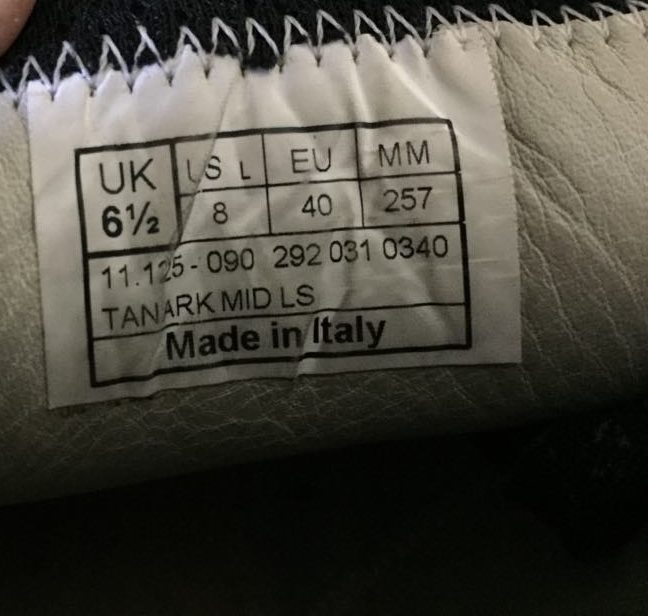 UK US L EU MM
6½ 8 40 257
11.125-090 292 031 0340
TANARK MID LS
Made in Italy